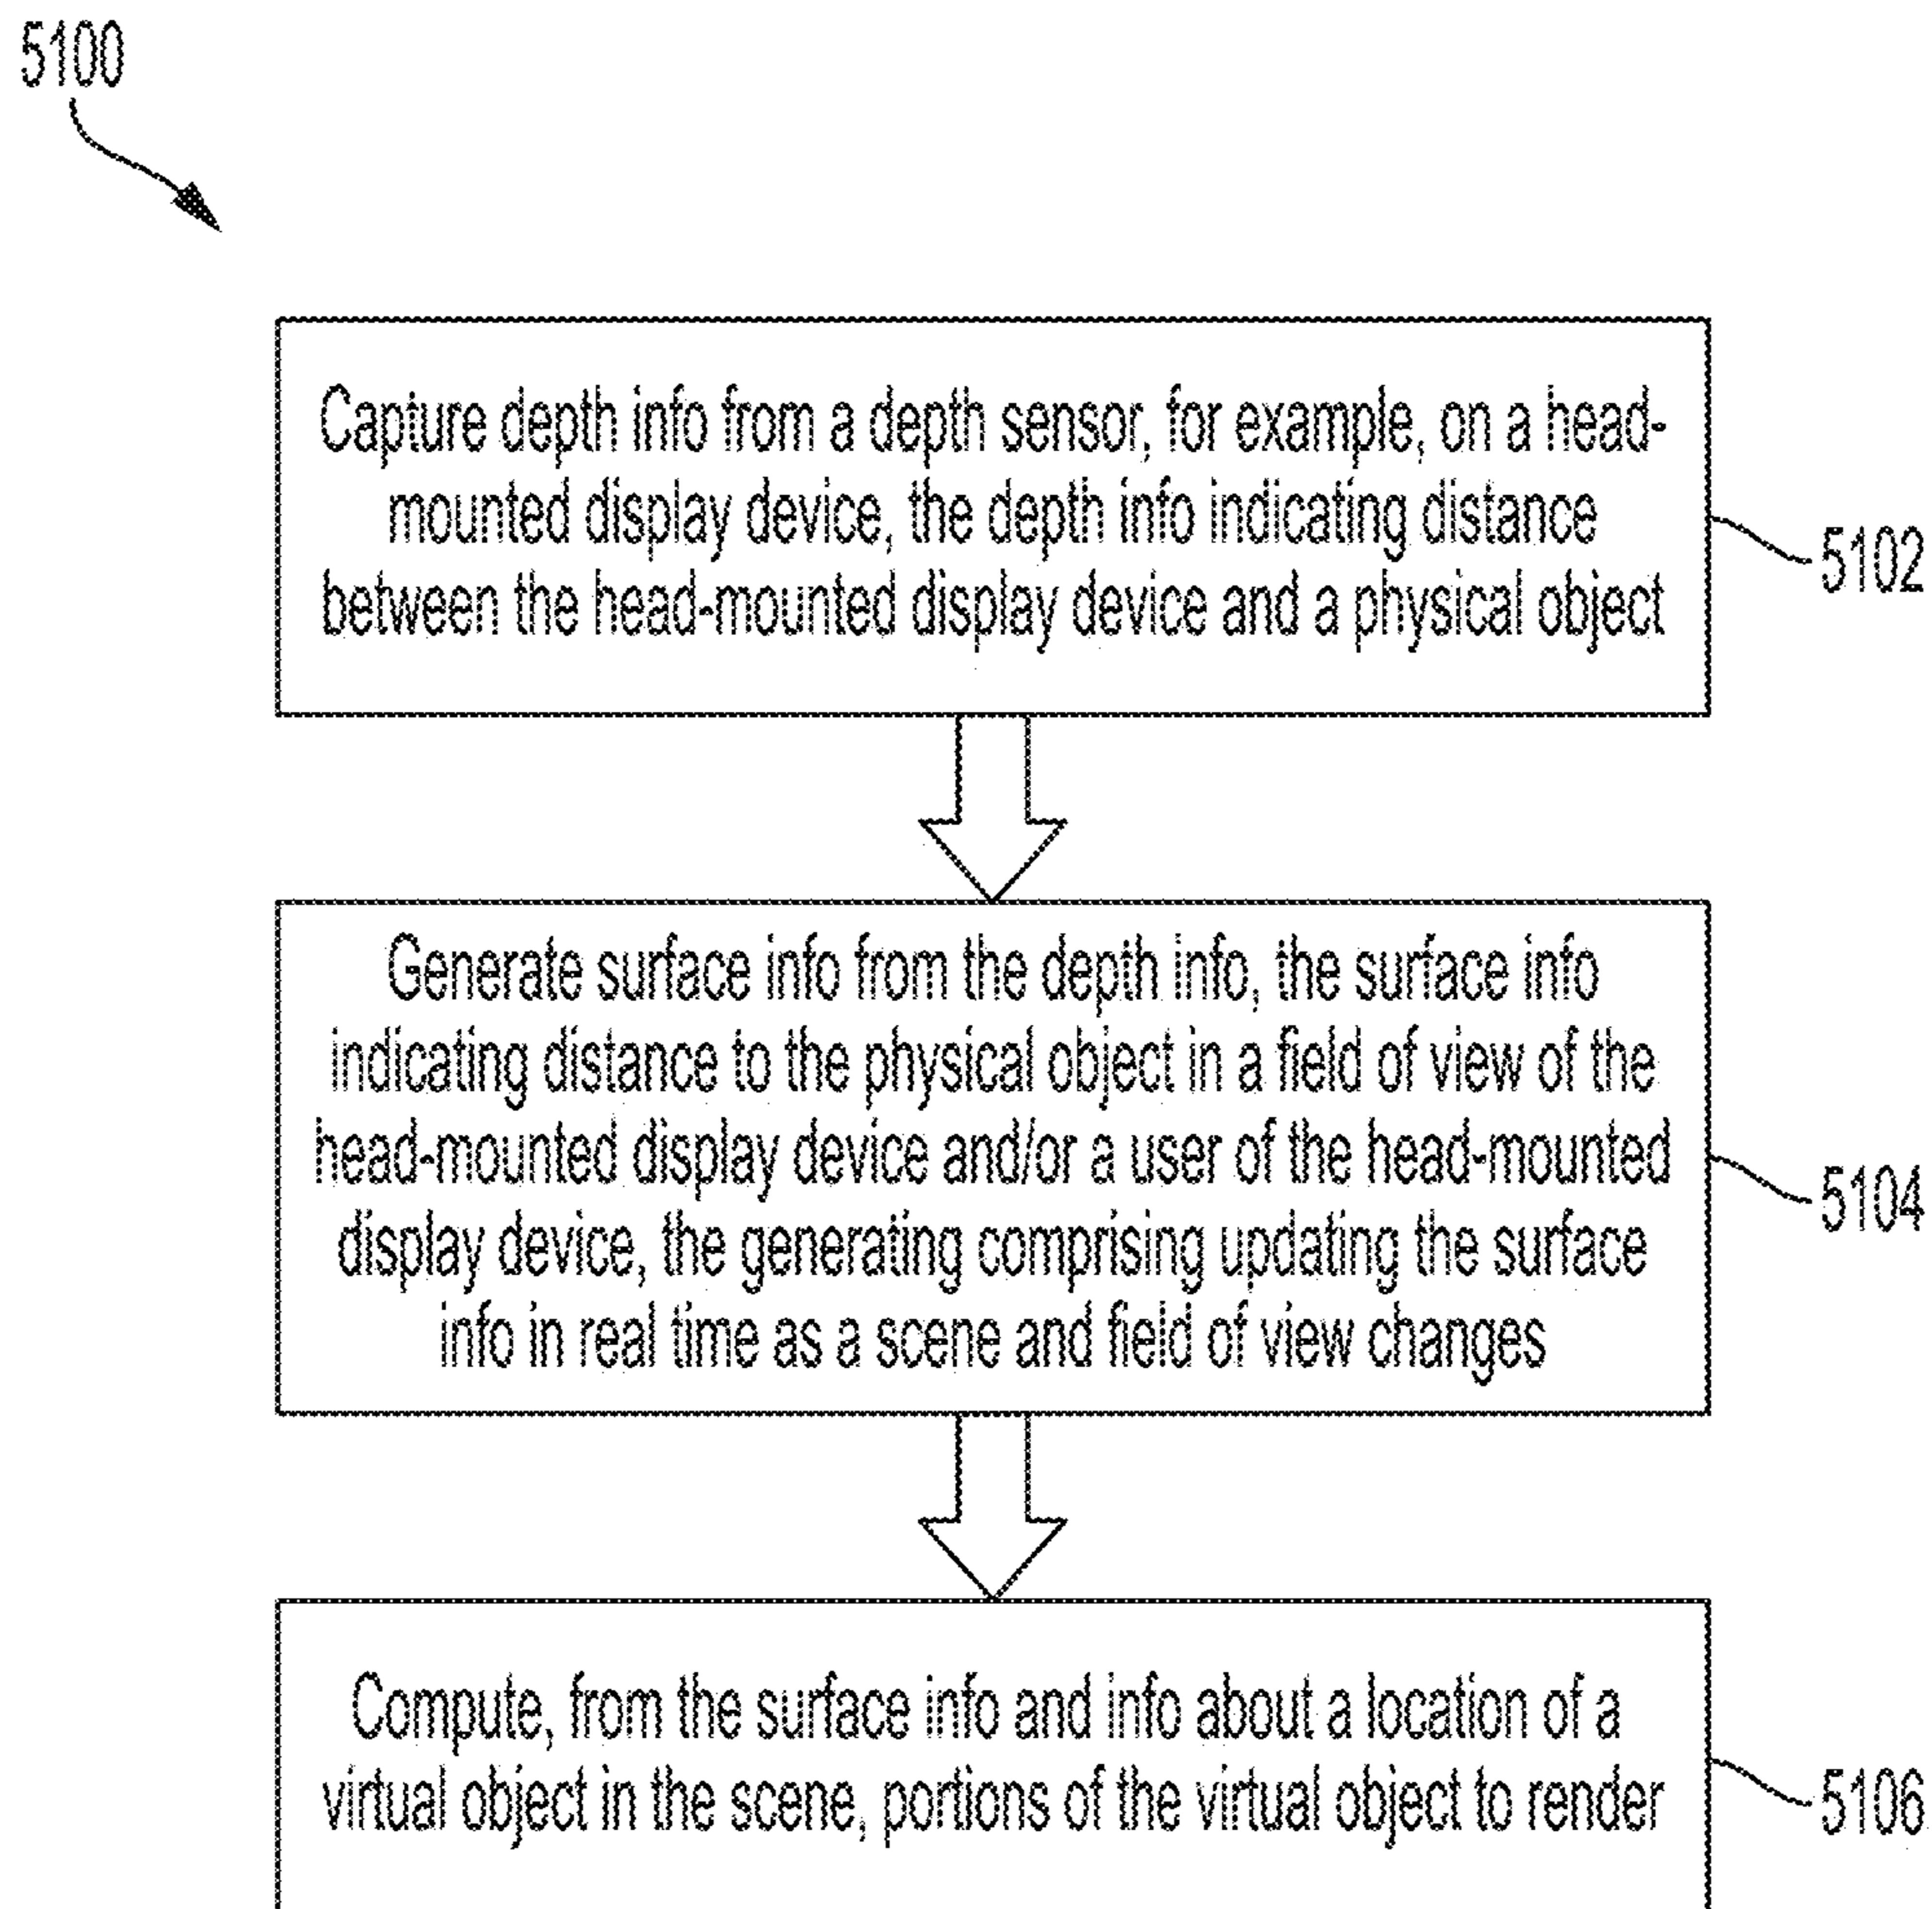 5100
Capture depth info from a depth sensor, for example, on a head-
mounted display device, the depth info indicating distance
between the head-mounted display device and a physical object
5102
Generate surface info from the depth info, the surface info
indicating distance to the physical object in a field of view of the
head-mounted display device and/or a user of the head-mounted
display device, the generating comprising updating the surface
info in real time as a scene and field of view changes
5104
Compute, from the surface info and info about a location of a
virtual object in the scene, portions of the virtual object to render
5106